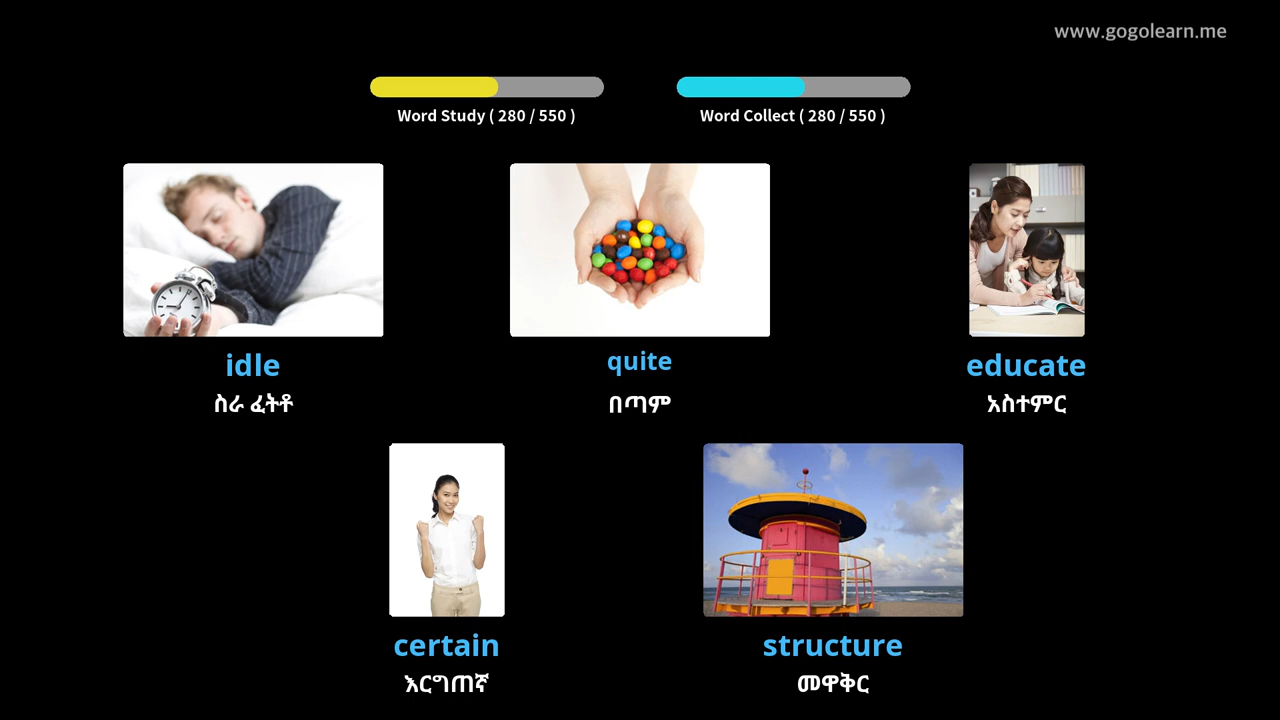 www.gogolearn.me
Word Study ( 280 / 550 )
Word Collect ( 280 / 550 )
idle
ስራ ፈትቶ
quite
በጣም
educate
አስተምር
certain
እርግጠኛ
structure
መዋቅር